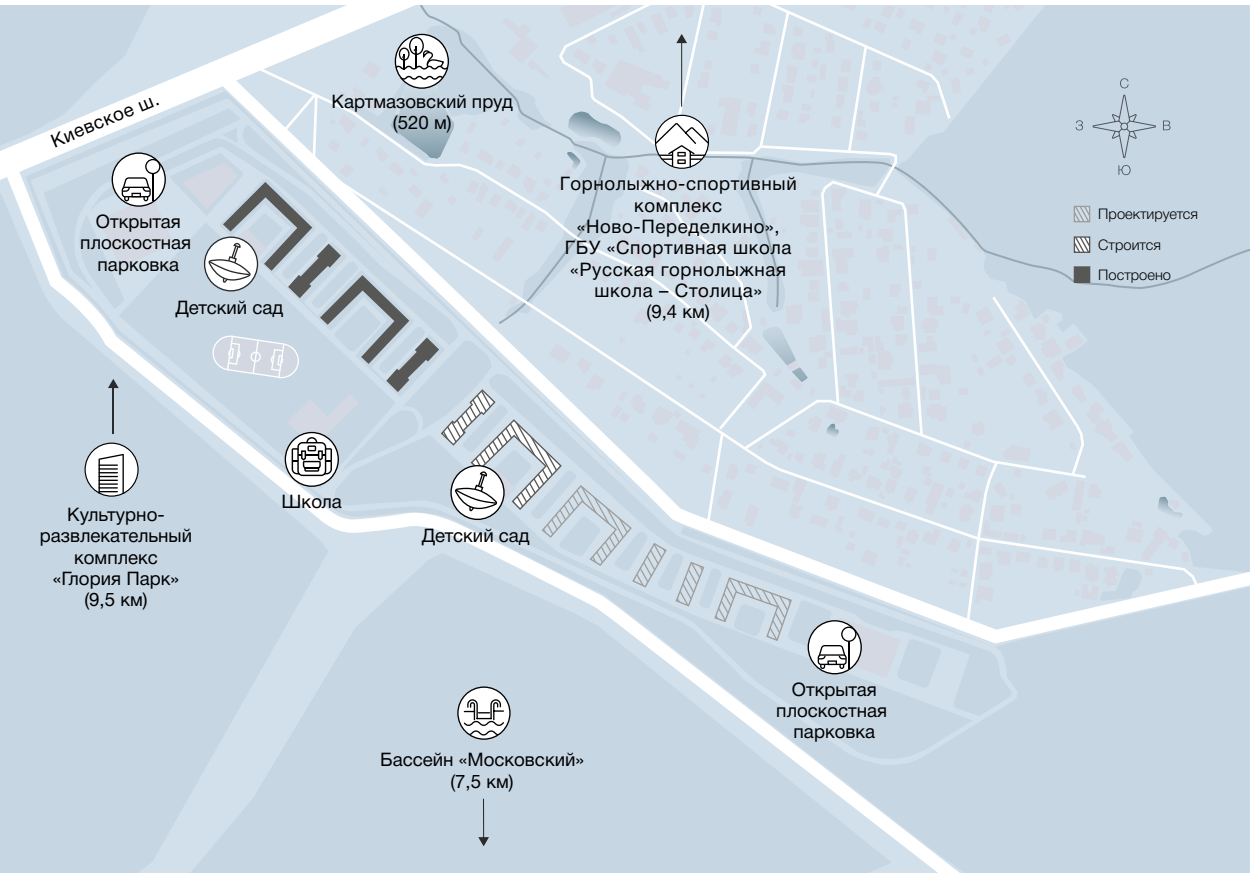 Киевское ш.
Картмазовский пруд
(520 м)
Открытая
плоскостная
парковка
Детский сад
Горнолыжно-спортивный
комплекс
«Ново-Переделкино»,
ГБУ «Спортивная школа
«Русская горнолыжная
школа – Столица»
(9,4 км)
С
З
В
Ю
Проектируется
Строится
Построено
Школа
Детский сад
Культурно-
развлекательный
комплекс
«Глория Парк»
(9,5 км)
Открытая
плоскостная
парковка
Бассейн «Московский»
(7,5 км)